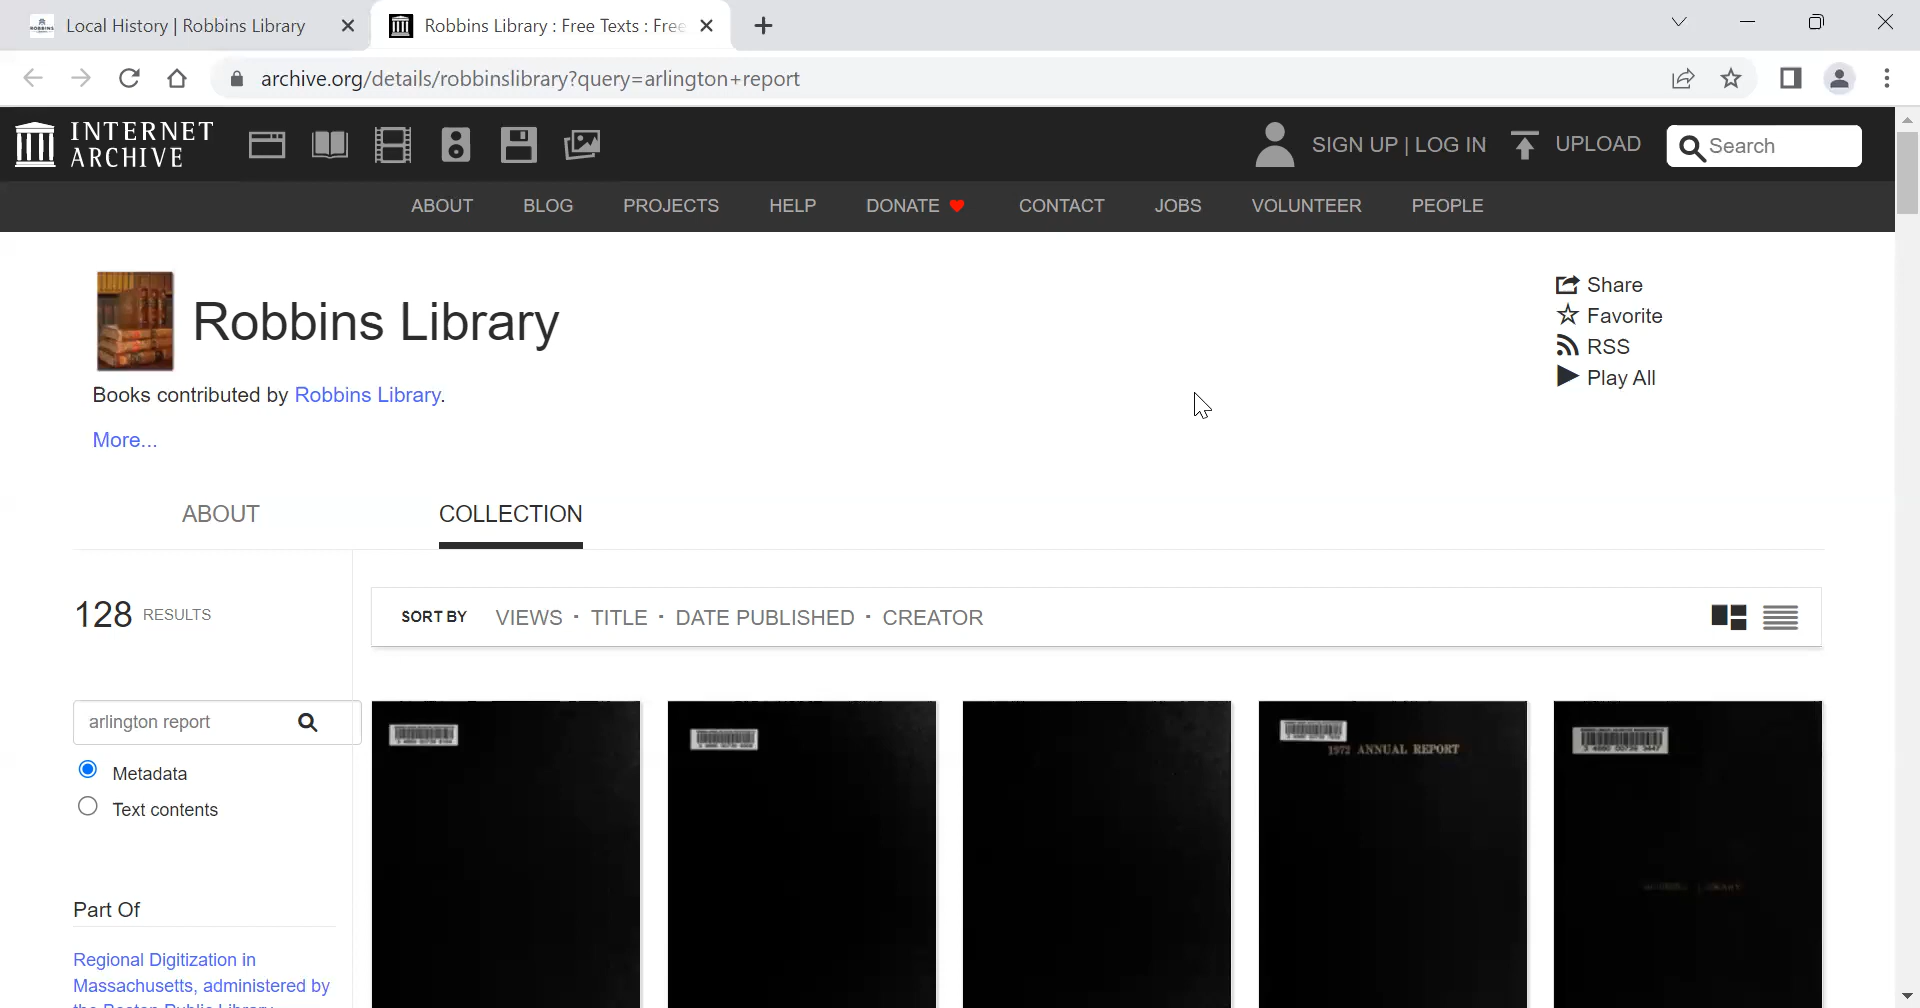 Local History | Robbins Library
Robbins Library : Free Texts : Free
archive.org/details/robbinslibrary?query=arlington+report
INTERNET
ARCHIVE
SIGN UP | LOG IN
UPLOAD
Search
ABOUT BLOG PROJECTS HELP DONATE CONTACT JOBS VOLUNTEER PEOPLE
Robbins Library
Share
Favorite
RSS
Play All
Books contributed by Robbins Library.
More...
ABOUT COLLECTION
128 RESULTS
SORT BY VIEWS · TITLE · DATE PUBLISHED · CREATOR
arlington report
Metadata
Text contents
1972 ANNUAL REPORT
Part Of
Regional Digitization in
Massachusetts, administered by